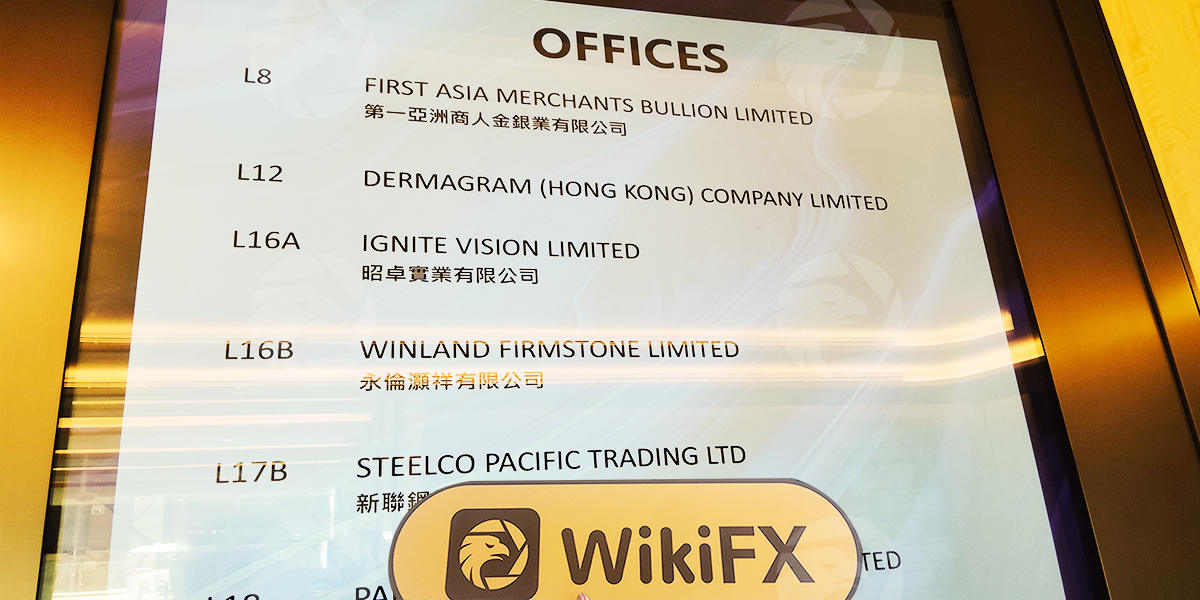 OFFICES
L8 FIRST ASIA MERCHANTS BULLION LIMITED
第一亞洲商人金銀業有限公司
L12 DERMAGRAM (HONG KONG) COMPANY LIMITED
L16A IGNITE VISION LIMITED
昭卓實業有限公司
L16B WINLAND FIRMSTONE LIMITED
永倫灝祥有限公司
L17B STEELCO PACIFIC TRADING LTD
新聯鋼
WikiFX